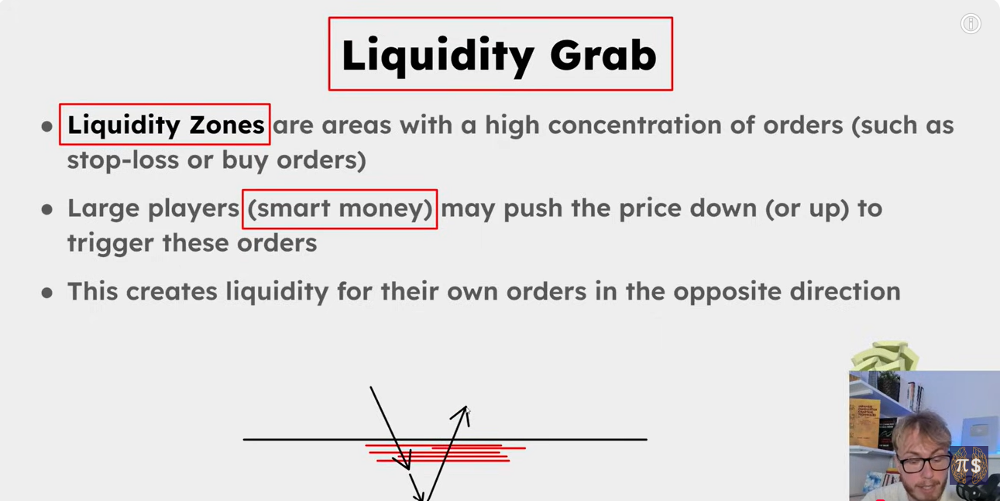 Liquidity Grab
● Liquidity Zones are areas with a high concentration of orders (such as
stop-loss or buy orders)
● Large players (smart money) may push the price down (or up) to
trigger these orders
● This creates liquidity for their own orders in the opposite direction
π$